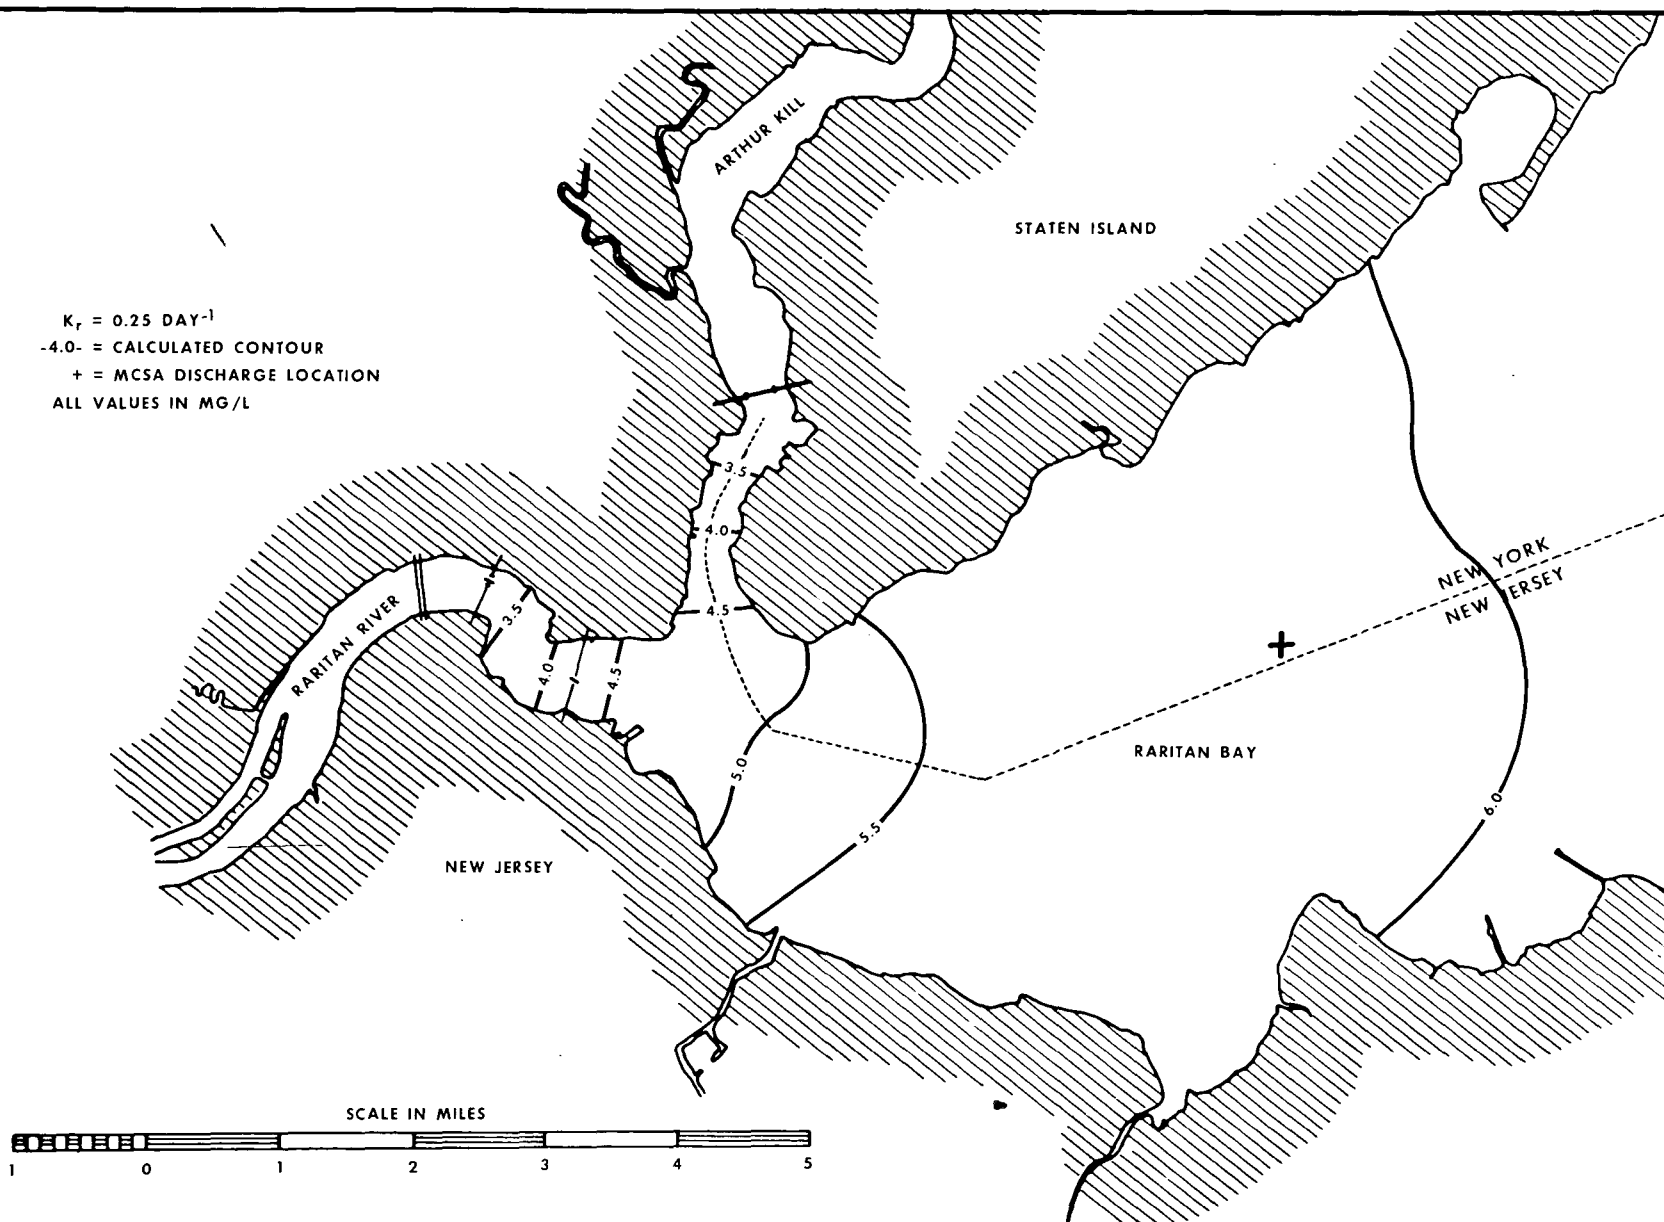 ARTHUR KILL
STATEN ISLAND
Kr = 0.25 DAY-1
-4.0- = CALCULATED CONTOUR
+ = MCSA DISCHARGE LOCATION
ALL VALUES IN MG/L
3.5
4.0
4.5
NEW YORK
NEW JERSEY
RARITAN RIVER
3.5
4.0
4.5
5.0
5.5
6.0
RARITAN BAY
NEW JERSEY
SCALE IN MILES
1 0 1 2 3 4 5